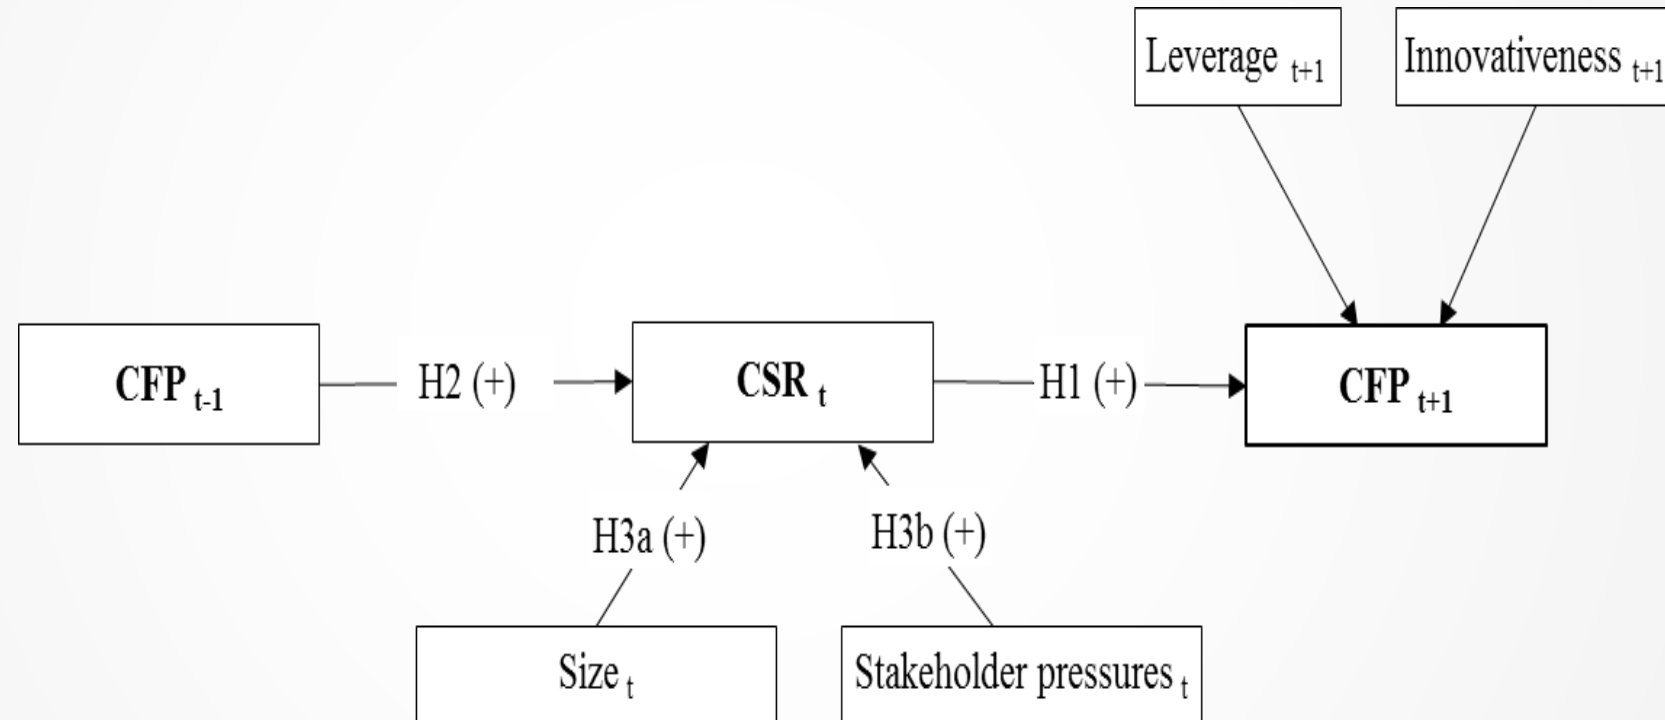 Leverage t+1
Innovativeness t+1
CFP t-1
H2 (+)
CSR t
H1 (+)
CFP t+1
H3a (+)
H3b (+)
Size t
Stakeholder pressures t